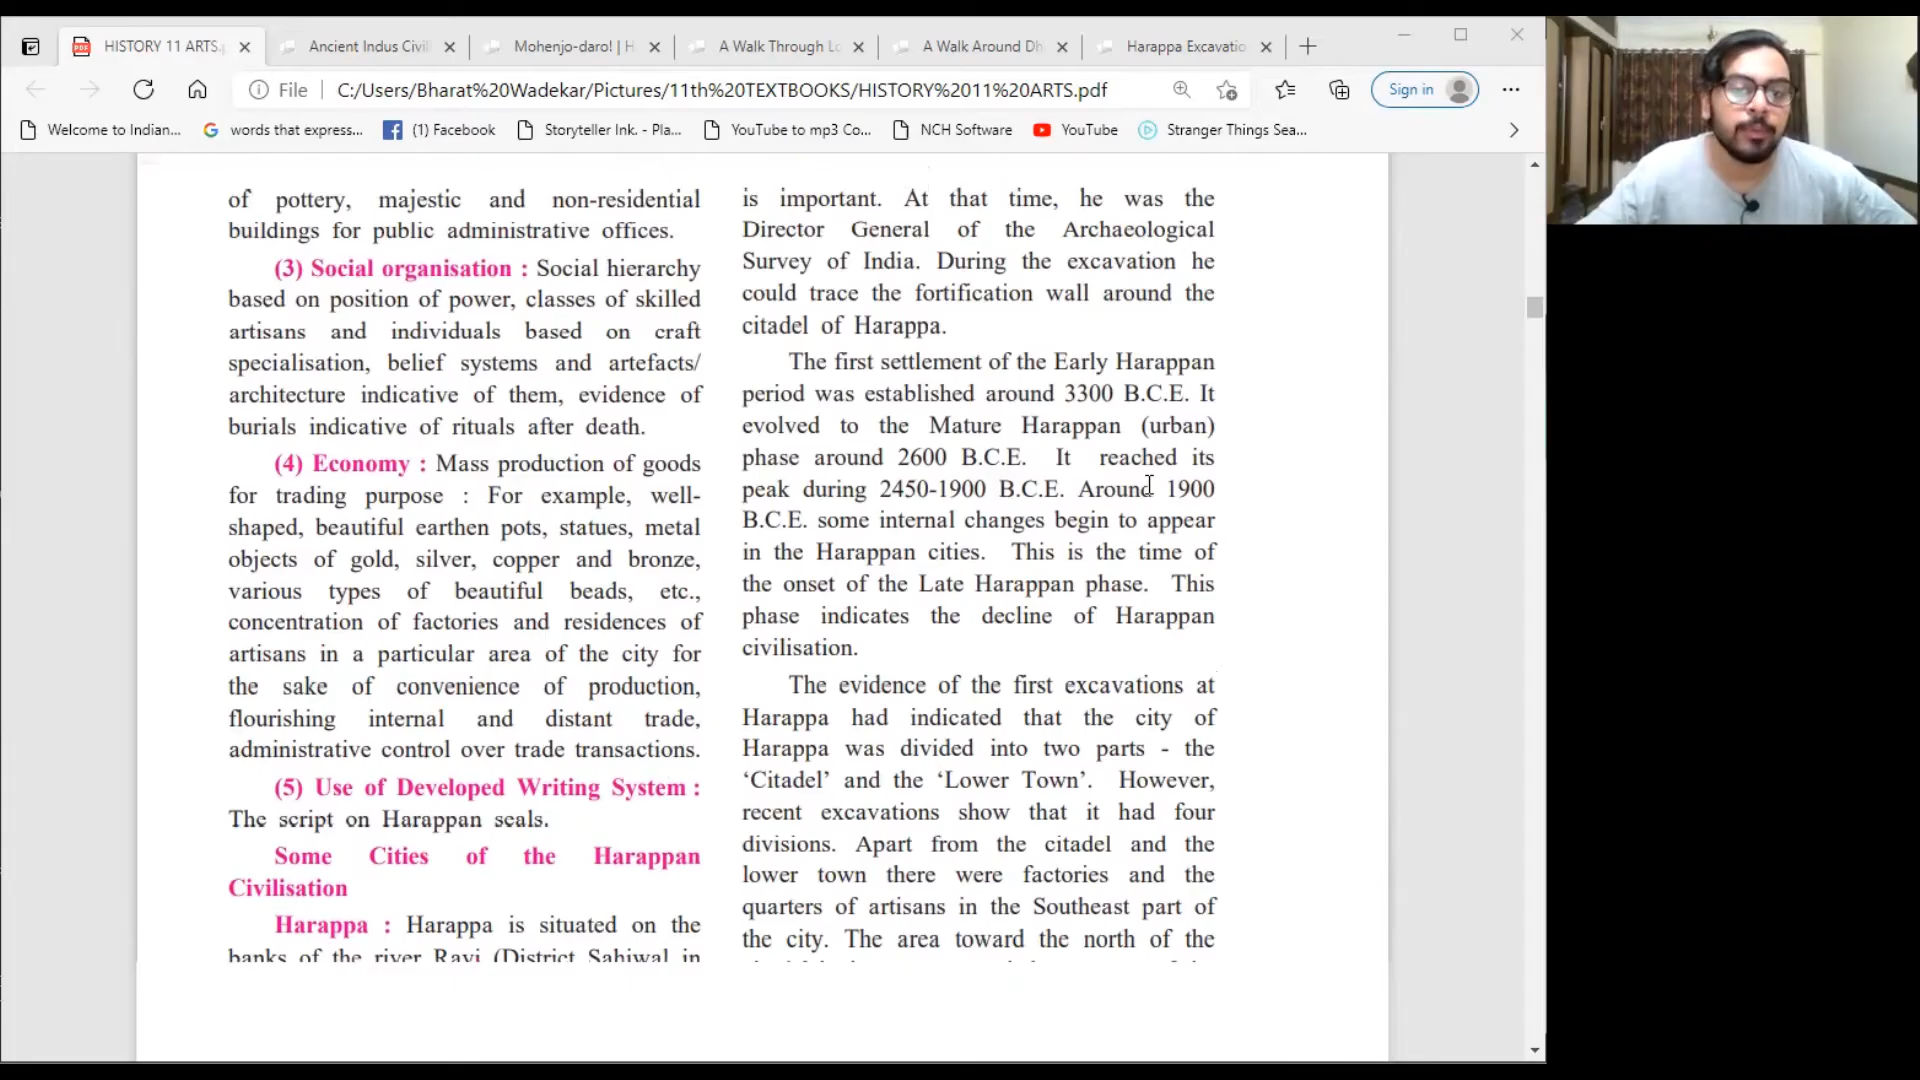 HISTORY 11 ARTS.
Ancient Indus Civil
Mohenjo-daro! | H
A Walk Through Lo
A Walk Around Dh
Harappa Excavatio
File
C:/Users/Bharat%20Wadekar/Pictures/11th%20TEXTBOOKS/HISTORY%2011%20ARTS.pdf
Sign in
Welcome to Indian...
words that express...
(1) Facebook
Storyteller Ink. - Pla...
YouTube to mp3 Co...
NCH Software
YouTube
Stranger Things Sea...
of pottery, majestic and non-residential
buildings for public administrative offices.
(3) Social organisation : Social hierarchy
based on position of power, classes of skilled
artisans and individuals based on craft
specialisation, belief systems and artefacts/
architecture indicative of them, evidence of
burials indicative of rituals after death.
(4) Economy : Mass production of goods
for trading purpose : For example, well-
shaped, beautiful earthen pots, statues, metal
objects of gold, silver, copper and bronze,
various types of beautiful beads, etc.,
concentration of factories and residences of
artisans in a particular area of the city for
the sake of convenience of production,
flourishing internal and distant trade,
administrative control over trade transactions.
(5) Use of Developed Writing System :
The script on Harappan seals.
Some Cities of the Harappan
Civilisation
Harappa : Harappa is situated on the
banks of the river Ravi (District Sahiwal in
is important. At that time, he was the
Director General of the Archaeological
Survey of India. During the excavation he
could trace the fortification wall around the
citadel of Harappa.
The first settlement of the Early Harappan
period was established around 3300 B.C.E. It
evolved to the Mature Harappan (urban)
phase around 2600 B.C.E. It reached its
peak during 2450-1900 B.C.E. Around 1900
B.C.E. some internal changes begin to appear
in the Harappan cities. This is the time of
the onset of the Late Harappan phase. This
phase indicates the decline of Harappan
civilisation.
The evidence of the first excavations at
Harappa had indicated that the city of
Harappa was divided into two parts - the
‘Citadel’ and the ‘Lower Town’. However,
recent excavations show that it had four
divisions. Apart from the citadel and the
lower town there were factories and the
quarters of artisans in the Southeast part of
the city. The area toward the north of the